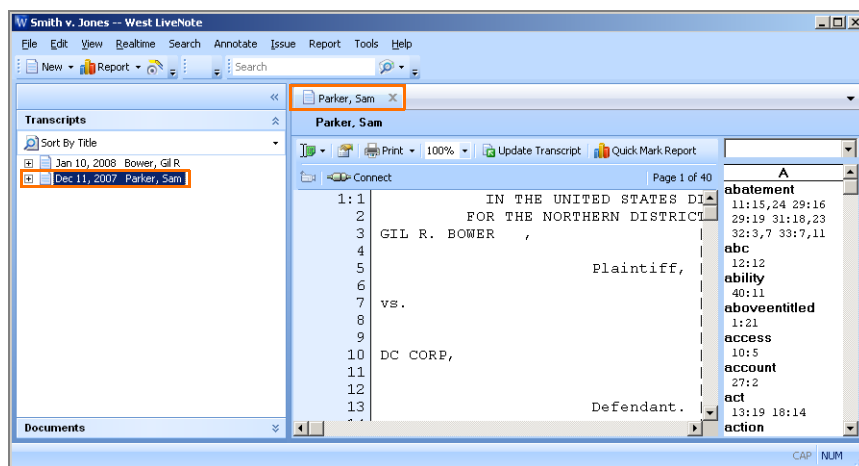 Smith v. Jones -- West LiveNote
File Edit View Realtime Search Annotate Issue Report Tools Help
New Report Search
Parker, Sam
Transcripts
Parker, Sam
Sort By Title
Print 100% Update Transcript Quick Mark Report
Jan 10, 2008 Bower, Gil R
Dec 11, 2007 Parker, Sam
Connect Page 1 of 40
A
1:1 IN THE UNITED STATES DI
2 FOR THE NORTHERN DISTRICT
3 GIL R. BOWER ,
4
5 Plaintiff,
6
7 vs.
8
9
10 DC CORP,
11
12
13 Defendant.
abatement
11:15,24 29:16
29:19 31:18,23
32:3,7 33:7,11
abc
12:12
ability
40:11
aboveentitled
1:21
access
10:5
account
27:2
act
13:19 18:14
action
Documents
CAP NUM